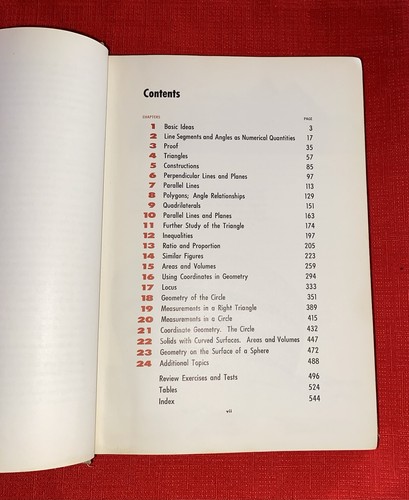 Contents
CHAPTERS PAGE
1 Basic Ideas 3
2 Line Segments and Angles as Numerical Quantities 17
3 Proof 35
4 Triangles 57
5 Constructions 85
6 Perpendicular Lines and Planes 97
7 Parallel Lines 113
8 Polygons; Angle Relationships 129
9 Quadrilaterals 151
10 Parallel Lines and Planes 163
11 Further Study of the Triangle 174
12 Inequalities 197
13 Ratio and Proportion 205
14 Similar Figures 223
15 Areas and Volumes 259
16 Using Coordinates in Geometry 294
17 Locus 333
18 Geometry of the Circle 351
19 Measurements in a Right Triangle 389
20 Measurements in a Circle 415
21 Coordinate Geometry. The Circle 432
22 Solids with Curved Surfaces. Areas and Volumes 447
23 Geometry on the Surface of a Sphere 472
24 Additional Topics 488
Review Exercises and Tests 496
Tables 524
Index 544
vii